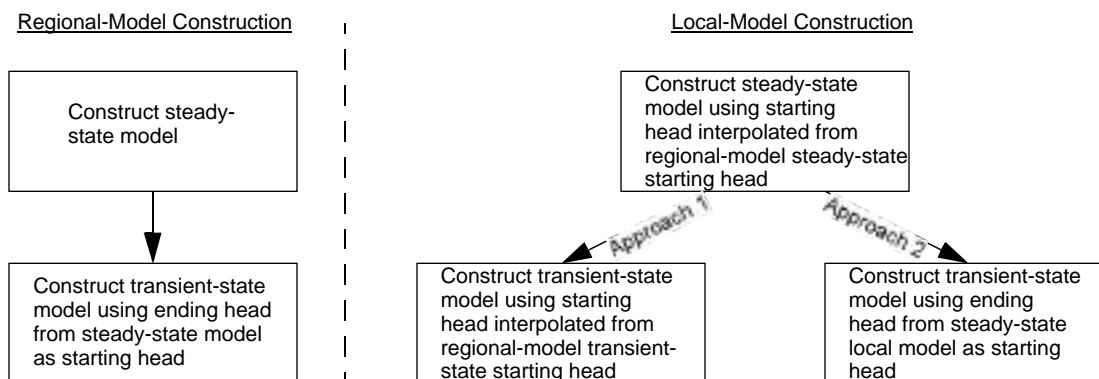 Regional-Model Construction
Construct steady-
state model
Construct transient-state
model using ending head
from steady-state model
as starting head
Local-Model Construction
Construct steady-state
model using starting
head interpolated from
regional-model steady-state
starting head
Approach 1
Approach 2
Construct transient-state
model using starting
head interpolated from
regional-model transient-
state starting head
Construct transient-state
model using ending
head from steady-state
local model as starting
head